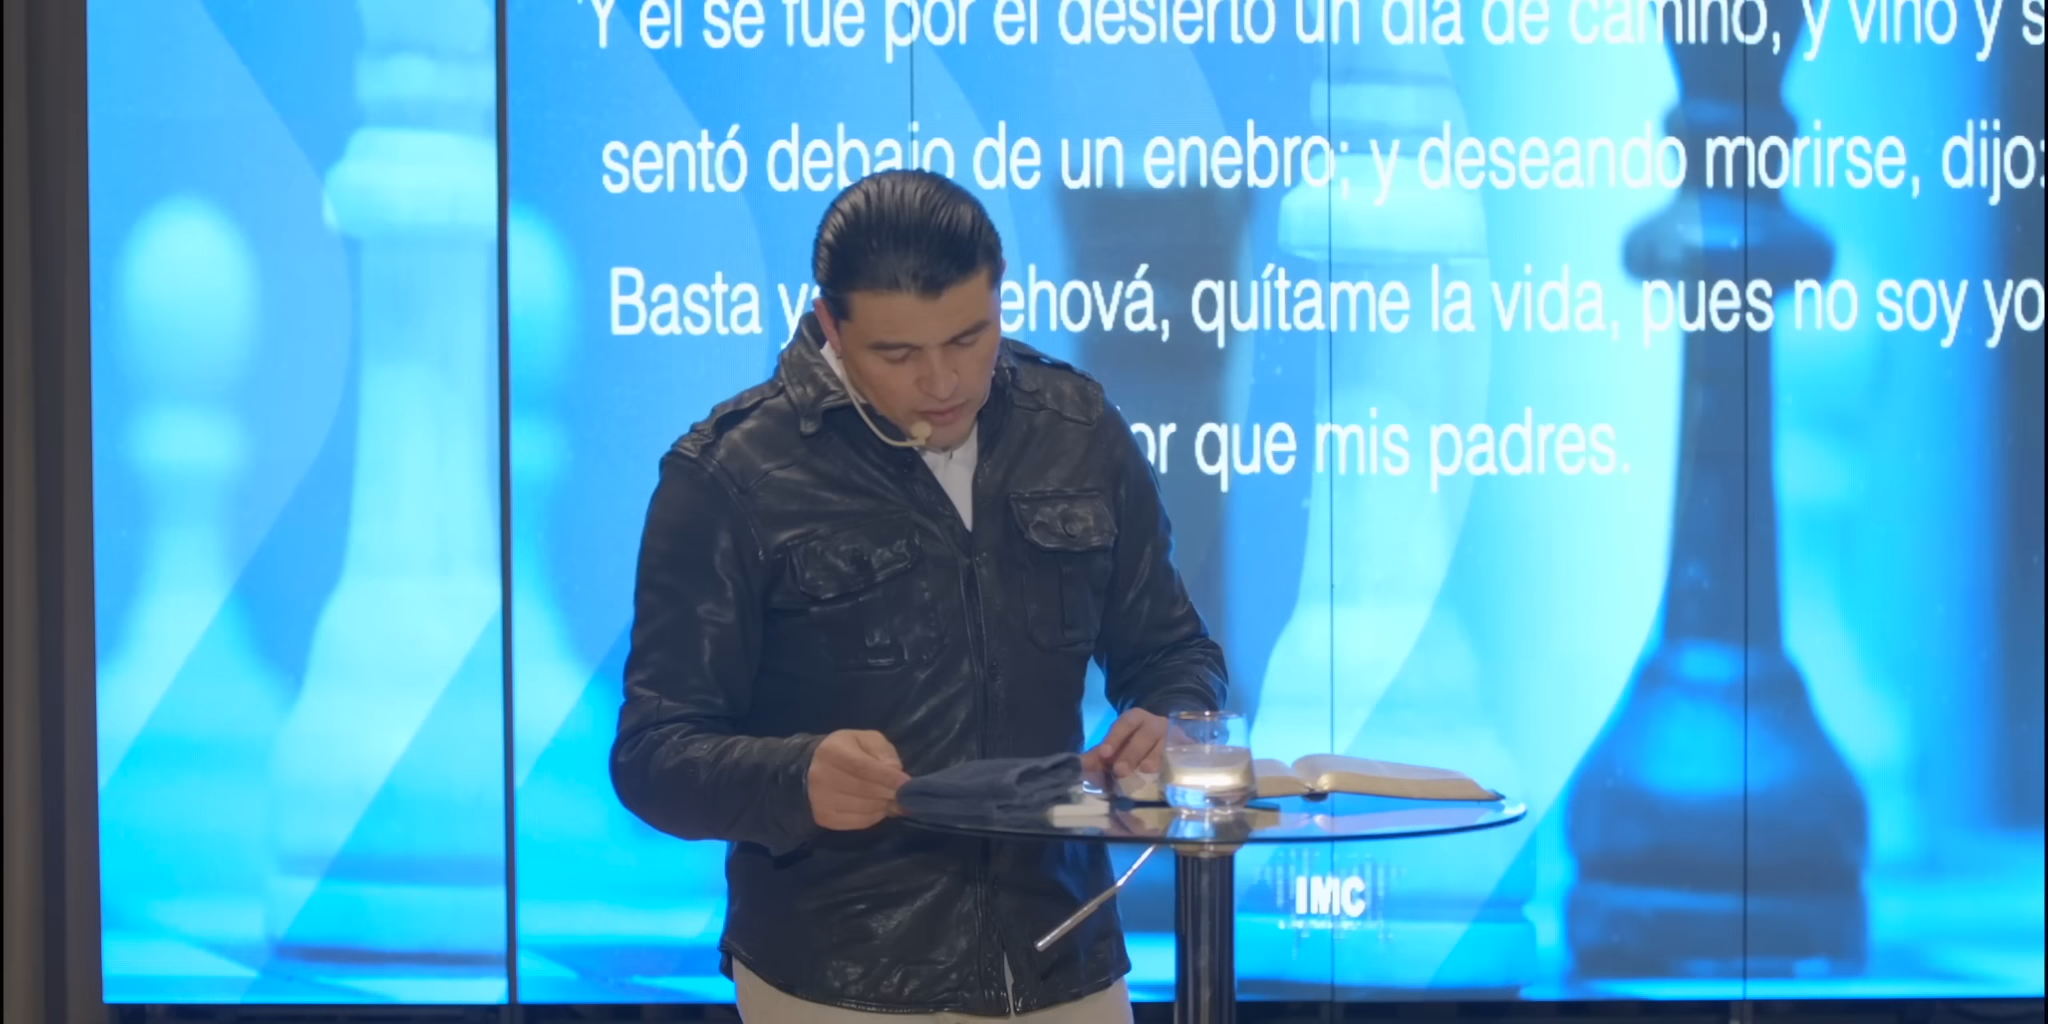 Y él se fue por el desierto un día de camino, y vino y s
sentó debajo de un enebro; y deseando morirse, dijo:
Basta y ehová, quítame la vida, pues no soy yo
or que mis padres.
IMC